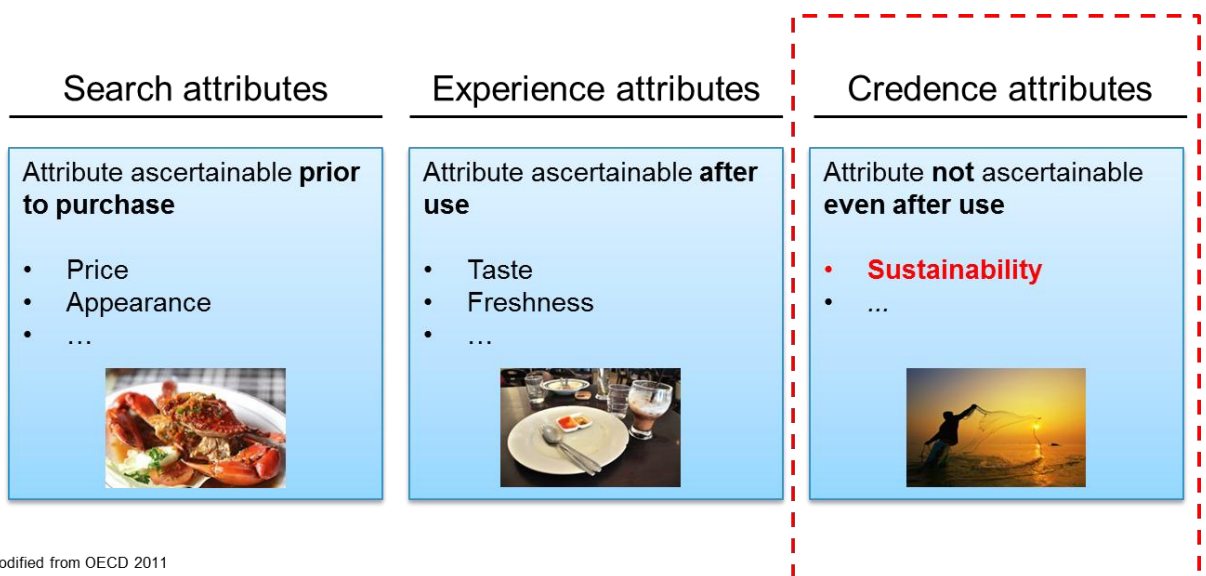 Search attributes
Attribute ascertainable prior
to purchase
• Price
• Appearance
• …
Experience attributes
Attribute ascertainable after
use
• Taste
• Freshness
• …
Credence attributes
Attribute not ascertainable
even after use
• Sustainability
• ...
odified from OECD 2011